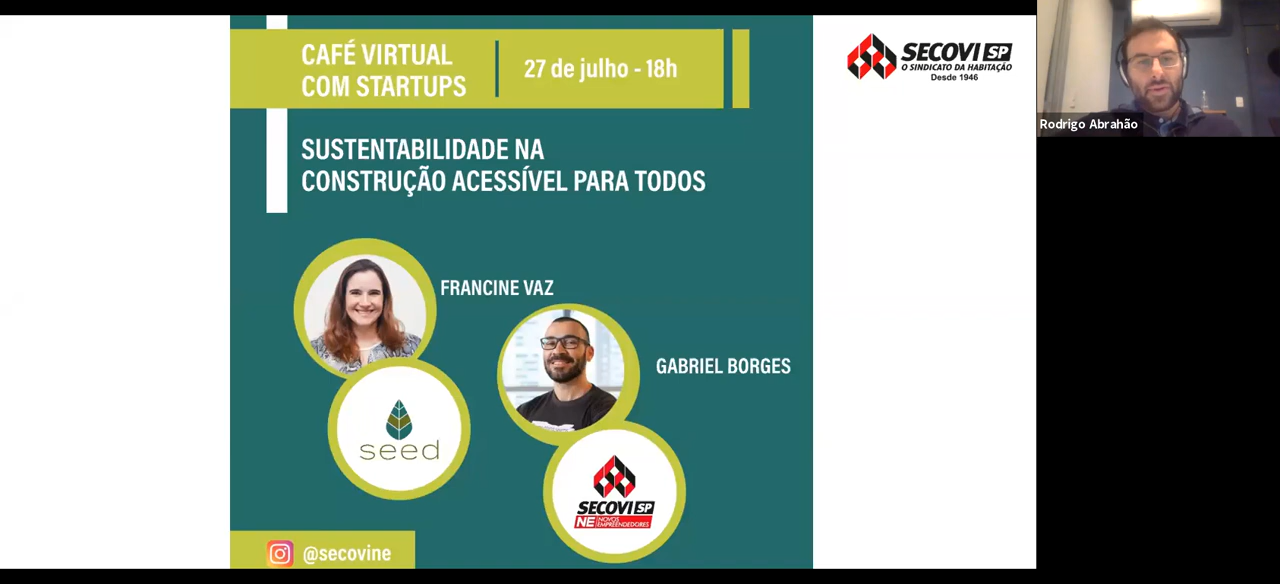 CAFÉ VIRTUAL
COM STARTUPS
27 de julho - 18h
SUSTENTABILIDADE NA
CONSTRUÇÃO ACESSÍVEL PARA TODOS
FRANCINE VAZ
seed
GABRIEL BORGES
SECOVI SP
NE NOVOS
EMPREENDEDORES
@secovine
SECOVI SP
O SINDICATO DA HABITAÇÃO
Desde 1946
Rodrigo Abrahão